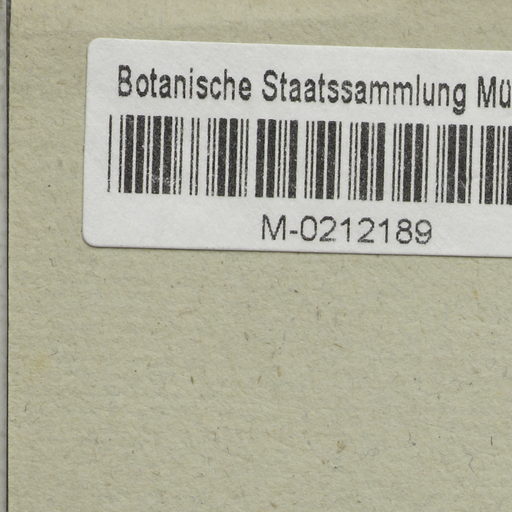 Botanische Staatssammlung Mü
M-0212189